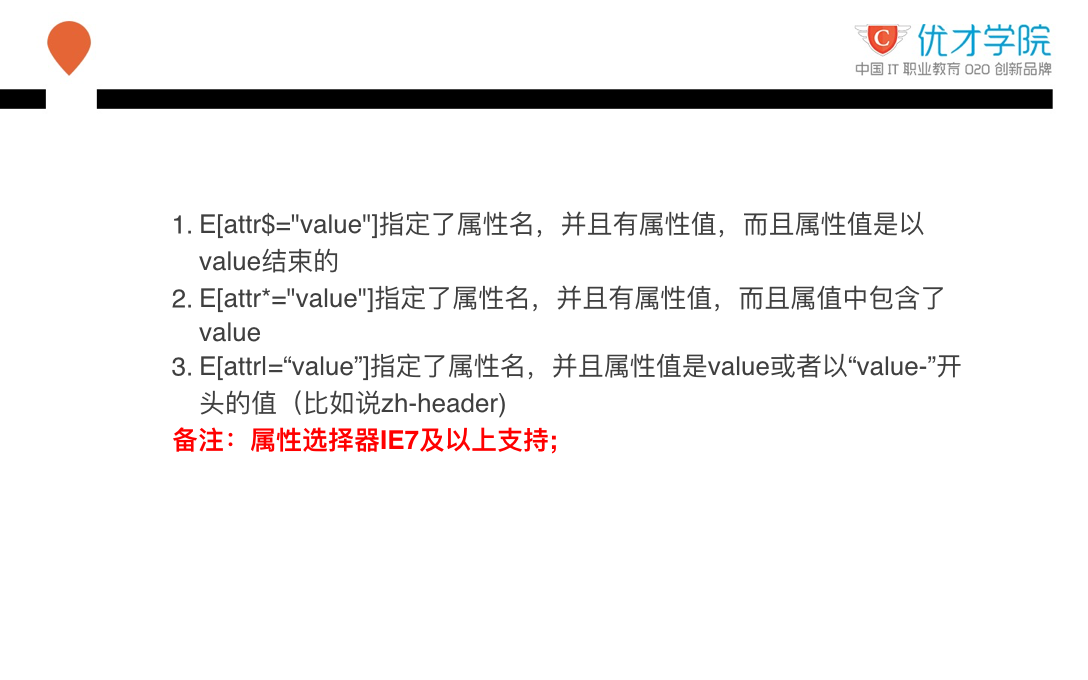 优才学院
中国 IT 职业教育 O2O 创新品牌
1. E[attr$="value"]指定了属性名，并且有属性值，而且属性值是以
value结束的
2. E[attr*="value"]指定了属性名，并且有属性值，而且属值中包含了
value
3. E[attrl=“value”]指定了属性名，并且属性值是value或者以“value-”开
头的值（比如说zh-header)
备注：属性选择器IE7及以上支持;